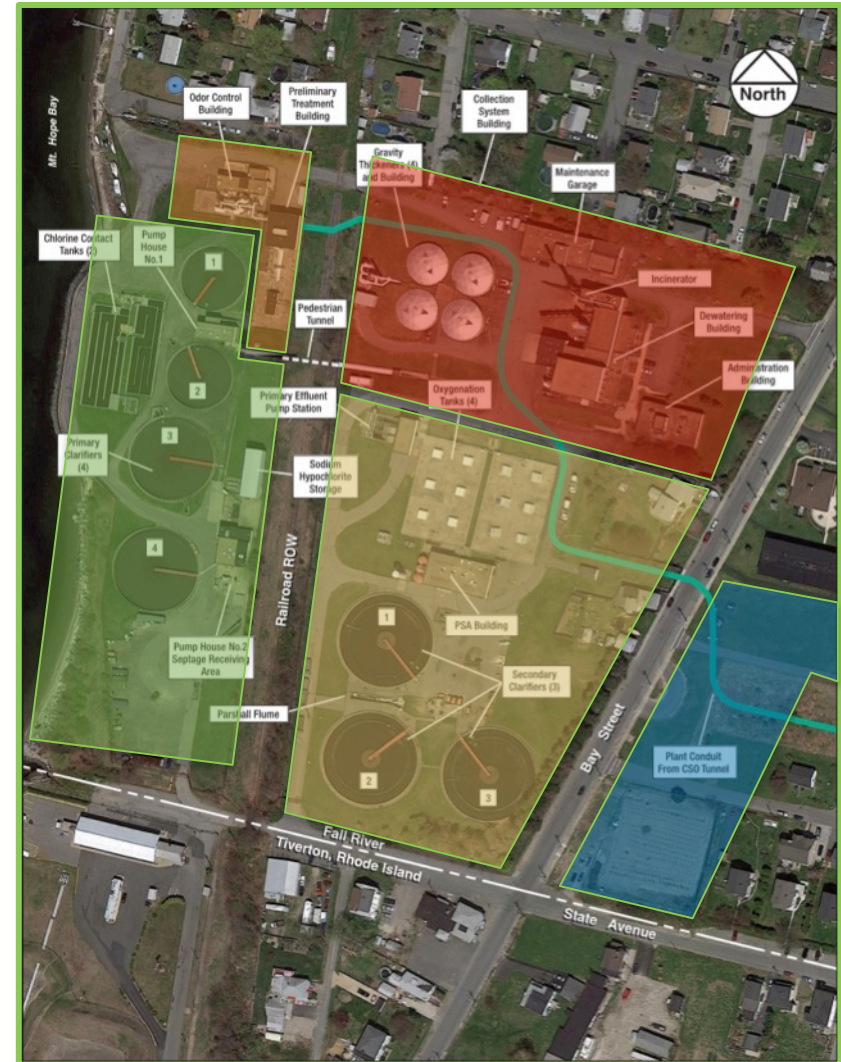 Mt. Hope Bay
North
Odor Control
Building
Preliminary
Treatment
Building
Collection
System
Building
Gravity
Thickeners (4)
and Building
Maintenance
Garage
Chlorine Contact
Tanks (2)
Pump
House
No.1
1
Incinerator
Pedestrian
Tunnel
Dewatering
Building
2
Administration
Building
Primary Effluent
Pump Station
Oxygenation
Tanks (4)
3
Primary
Clarifiers
(4)
Sodium
Hypochlorite
Storage
4
Railroad ROW
1
PSA Building
Pump House No.2
Septage Receiving
Area
Secondary
Clarifiers (3)
Parshall Flume
Bay Street
Plant Conduit
From CSO Tunnel
2
3
Fall River
Tiverton, Rhode Island
State Avenue